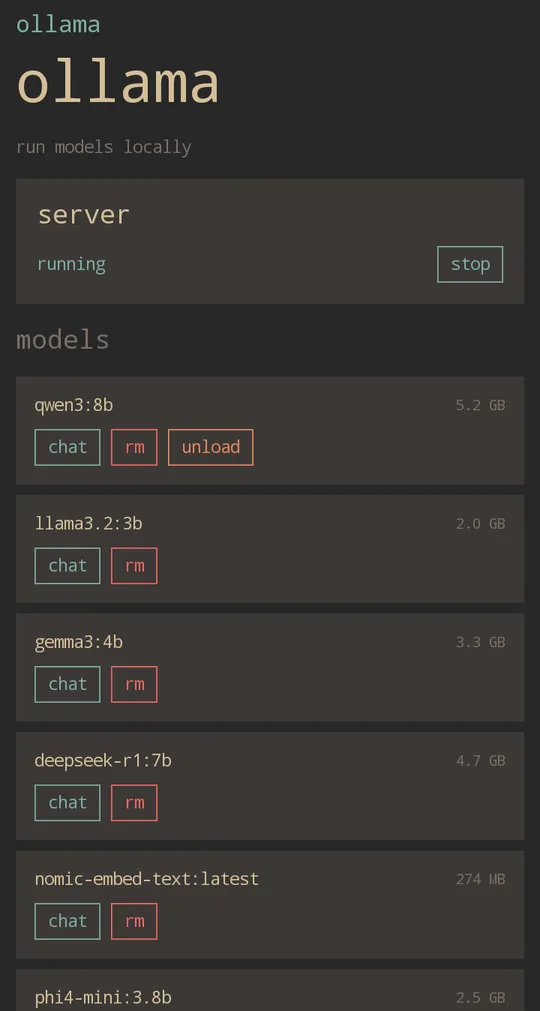 ollama
ollama
run models locally
server
running stop
models
qwen3:8b 5.2 GB
chat rm unload
llama3.2:3b 2.0 GB
chat rm
gemma3:4b 3.3 GB
chat rm
deepseek-r1:7b 4.7 GB
chat rm
nomic-embed-text:latest 274 MB
chat rm
phi4-mini:3.8b 2.5 GB